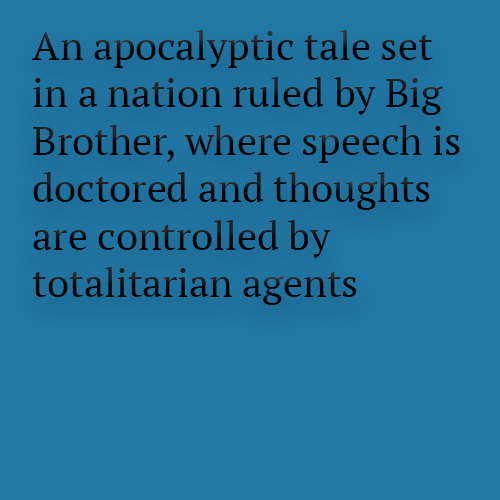 An apocalyptic tale set
in a nation ruled by Big
Brother, where speech is
doctored and thoughts
are controlled by
totalitarian agents